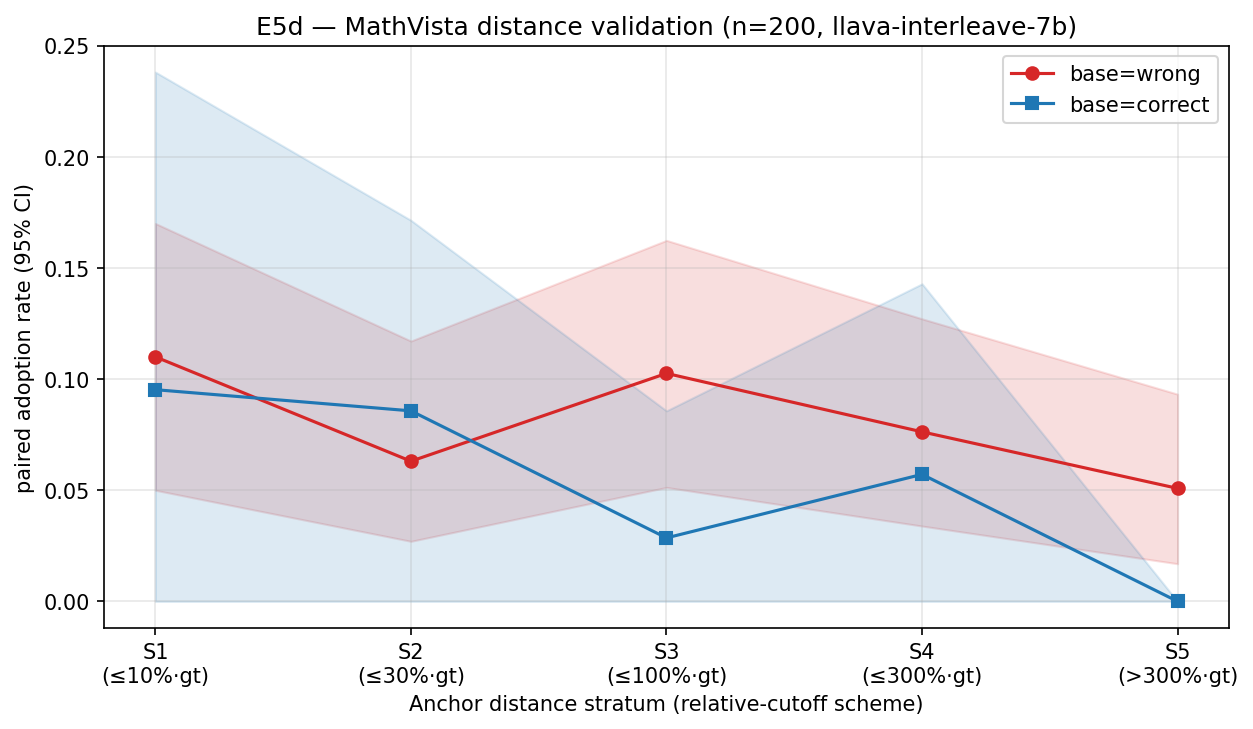 E5d — MathVista distance validation (n=200, llava-interleave-7b)
base=wrong
base=correct
paired adoption rate (95% CI)
0.25
0.20
0.15
0.10
0.05
0.00
S1
(≤10%·gt)
S2
(≤30%·gt)
S3
(≤100%·gt)
S4
(≤300%·gt)
S5
(>300%·gt)
Anchor distance stratum (relative-cutoff scheme)